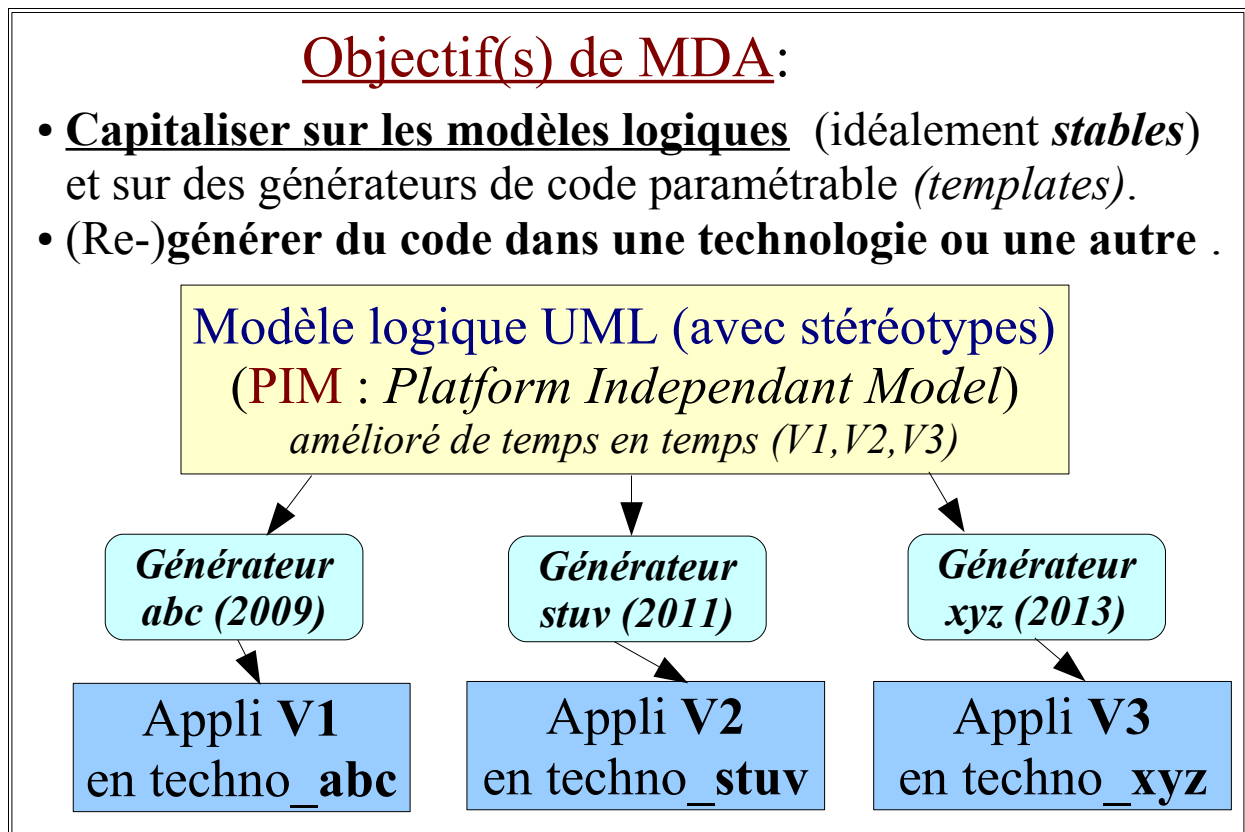 Objectif(s) de MDA:
• Capitaliser sur les modèles logiques (idéalement stables)
et sur des générateurs de code paramétrable (templates).
• (Re-)générer du code dans une technologie ou une autre .
Modèle logique UML (avec stéréotypes)
(PIM : Platform Independant Model)
amélioré de temps en temps (V1,V2,V3)
Générateur
abc (2009)
Générateur
stuv (2011)
Générateur
xyz (2013)
Appli V1
en techno_abc
Appli V2
en techno_stuv
Appli V3
en techno_xyz